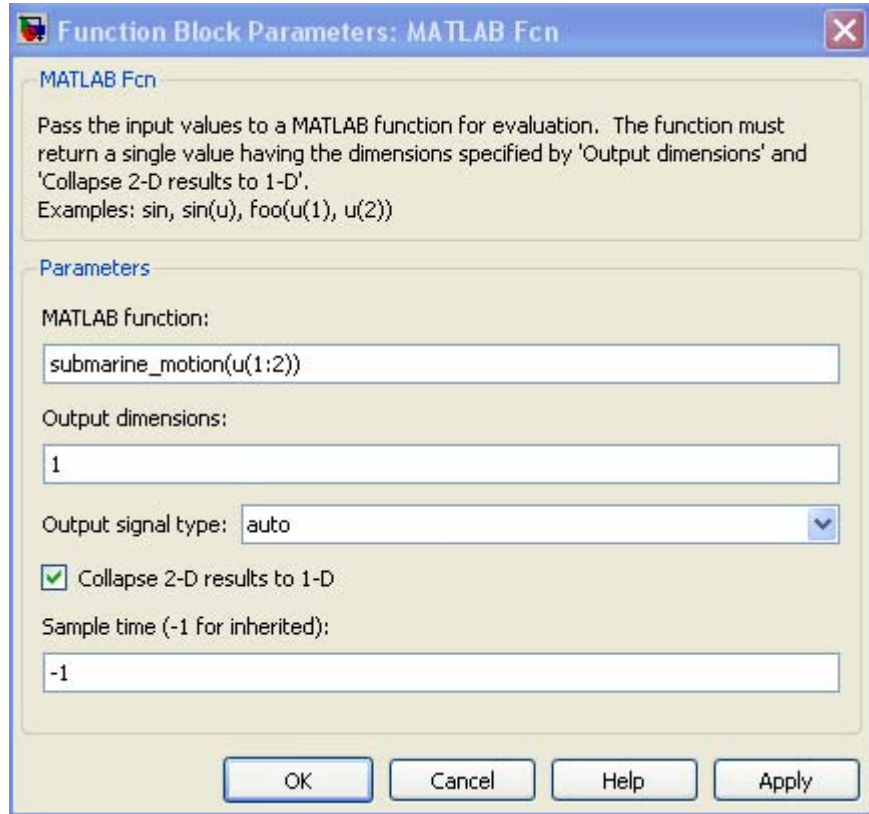 Function Block Parameters: MATLAB Fcn
MATLAB Fcn
Pass the input values to a MATLAB function for evaluation. The function must
return a single value having the dimensions specified by 'Output dimensions' and
'Collapse 2-D results to 1-D'.
Examples: sin, sin(u), foo(u(1), u(2))
Parameters
MATLAB function:
submarine_motion(u(1:2))
Output dimensions:
1
Output signal type: auto
Collapse 2-D results to 1-D
Sample time (-1 for inherited):
-1
OK Cancel Help Apply